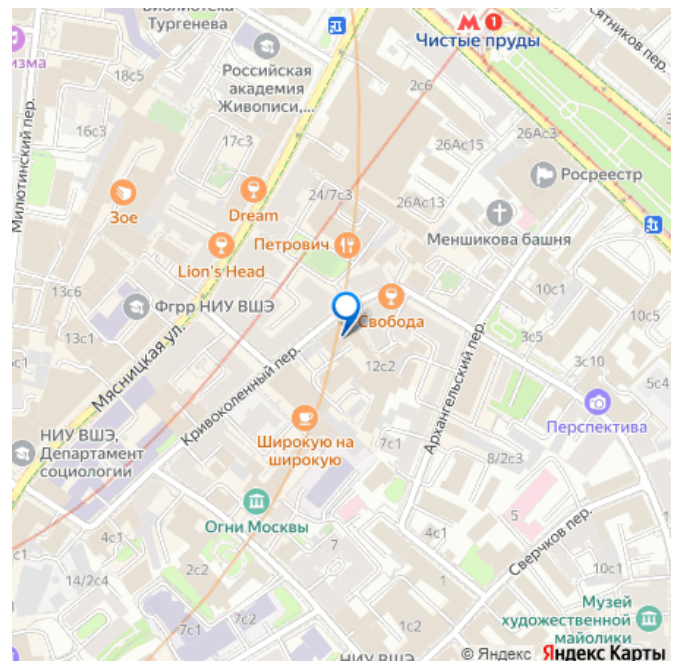 Библиотека
Тургенева
Российская
академия
Живописи,...
Чистые пруды
1
Сятников пер.
18с5
2с6
Милютинский пер.
16с3
17с3
26Ас15
26Ас3
Росреестр
Зое
Dream
24/7с3
26Ас13
Петрович
Меншикова башня
Lion's Head
13с6
Фгрр НИУ ВШЭ
Свобода
10с1
13с1
Мясницкая ул.
3с5
Кривоколенный пер.
12с2
Архангельский пер.
3с10
5с4
Перспектива
НИУ ВШЭ,
Департамент
социологии
Широкую на
широкую
7с1
8/2с3
Огни Москвы
5
4с1
4с1
7
Сверчков пер.
14/2с4
2с2
10с1
1
7с2
7с2
Музей
художественной
майолики
НИУ ВШЭ
© Яндекс Яндекс Карты